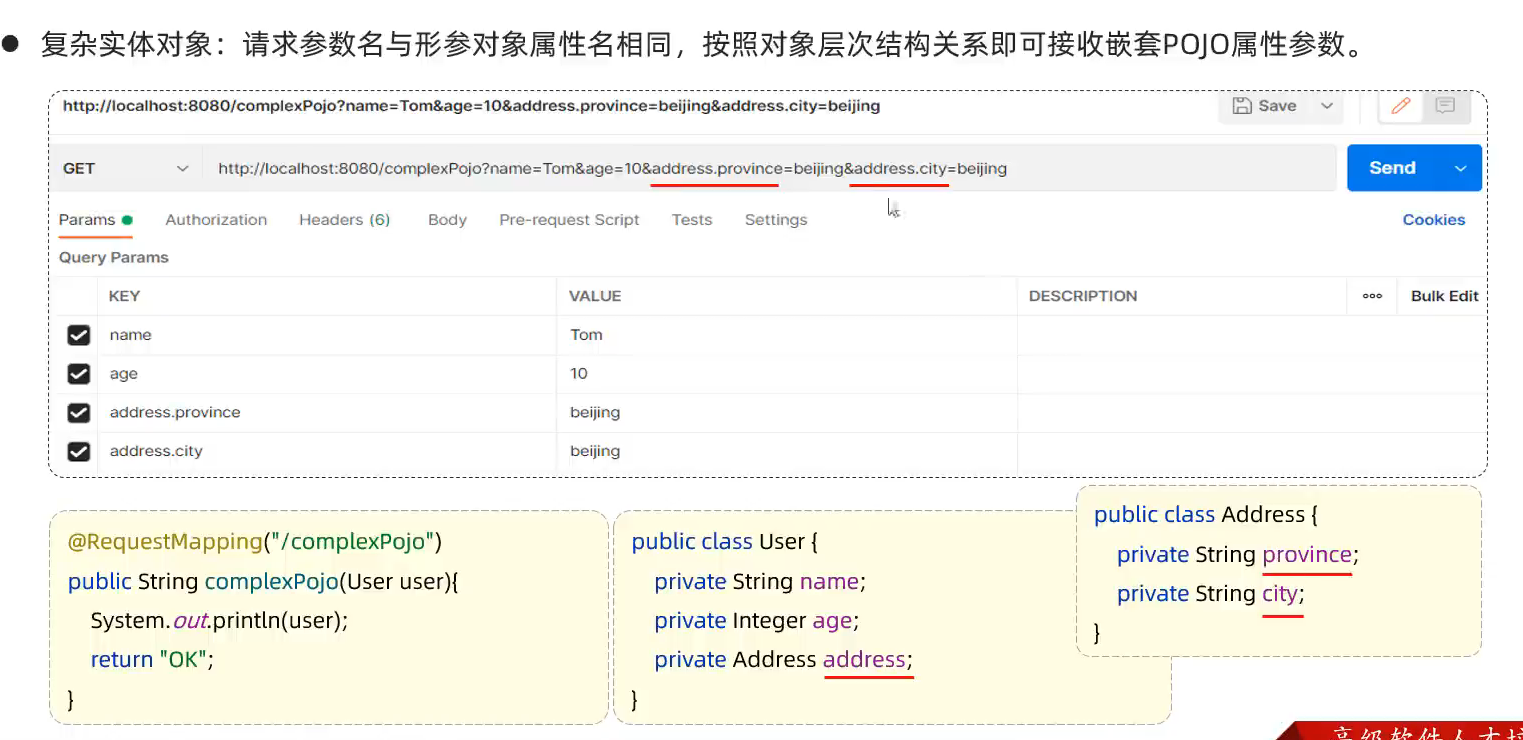 ● 复杂实体对象：请求参数名与形参对象属性名相同，按照对象层次结构关系即可接收嵌套POJO属性参数。
http://localhost:8080/complexPojo?name=Tom&age=10&address.province=beijing&address.city=beijing
Save
GET http://localhost:8080/complexPojo?name=Tom&age=10&address.province=beijing&address.city=beijing Send
Params Authorization Headers (6) Body Pre-request Script Tests Settings Cookies
Query Params
KEY VALUE DESCRIPTION ooo Bulk Edit
name Tom
age 10
address.province beijing
address.city beijing
@RequestMapping("/complexPojo")
public String complexPojo(User user){
System.out.println(user);
return "OK";
}
public class User {
private String name;
private Integer age;
private Address address;
}
public class Address {
private String province;
private String city;
}
高级软件人才培